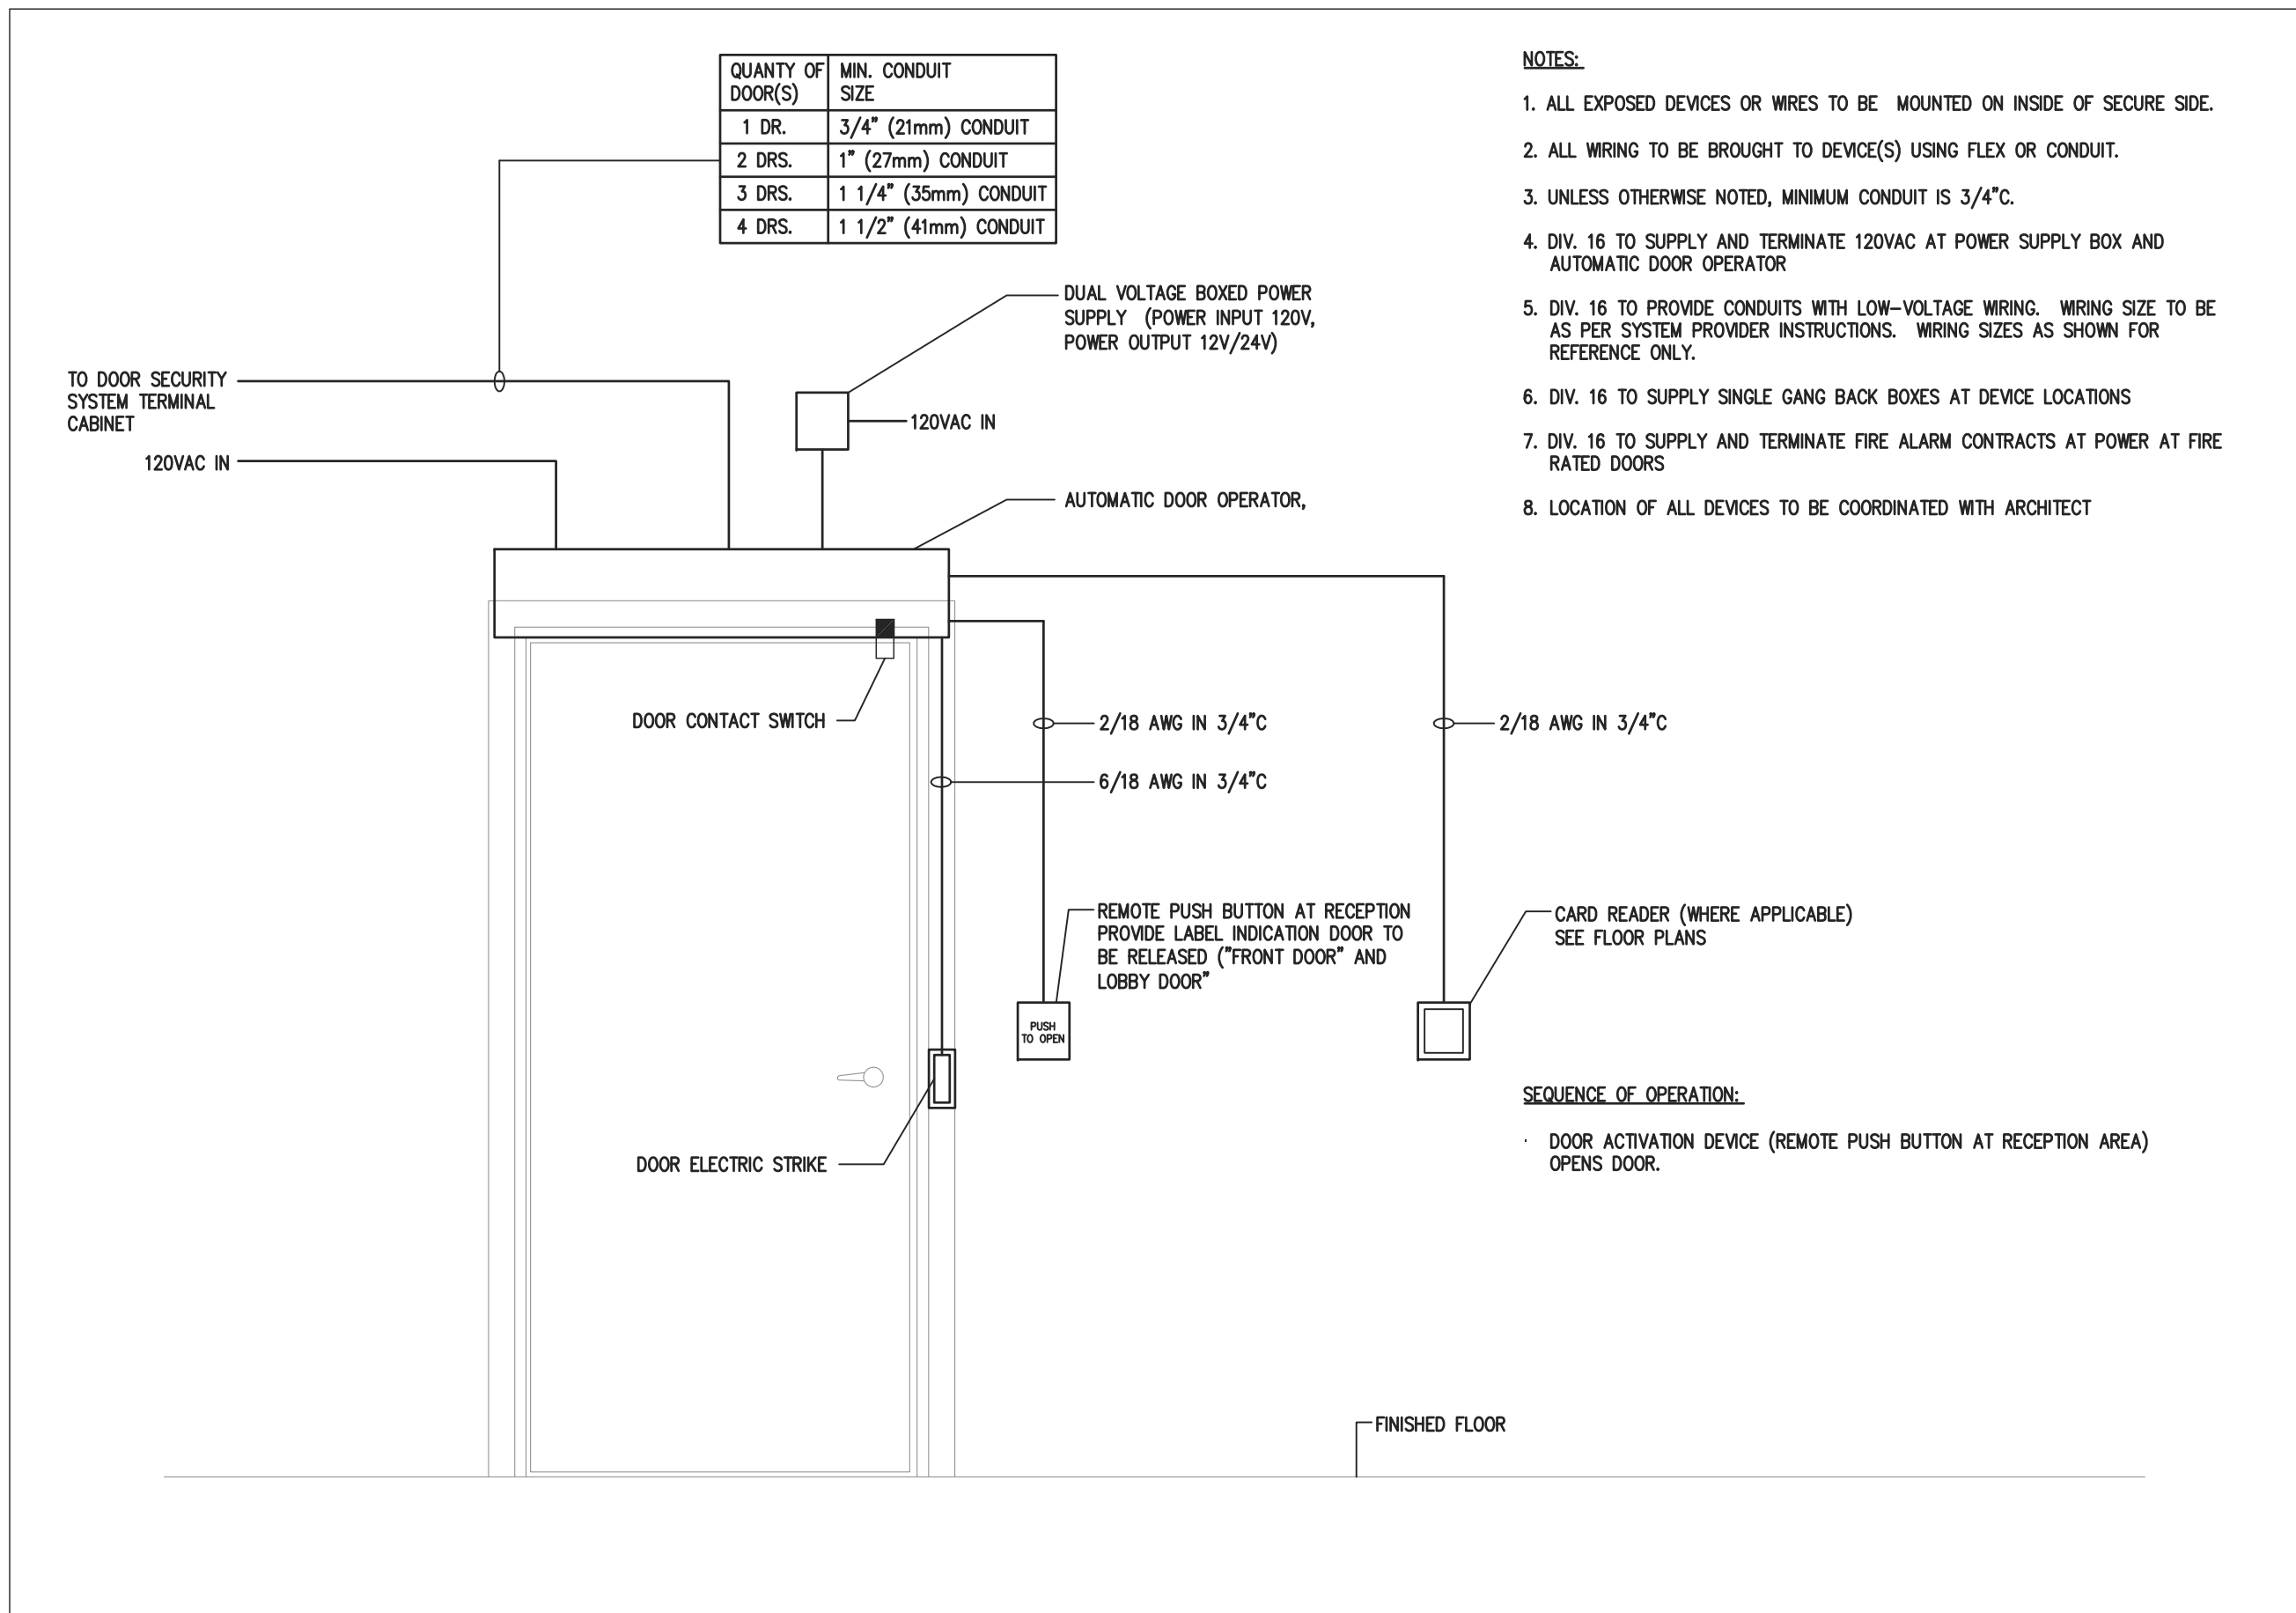 QUANTY OF
DOOR(S)
MIN. CONDUIT
SIZE
1 DR.
3/4" (21mm) CONDUIT
2 DRS.
1" (27mm) CONDUIT
3 DRS.
1 1/4" (35mm) CONDUIT
4 DRS.
1 1/2" (41mm) CONDUIT
DUAL VOLTAGE BOXED POWER
SUPPLY (POWER INPUT 120V,
POWER OUTPUT 12V/24V)
TO DOOR SECURITY
SYSTEM TERMINAL
CABINET
120VAC IN
120VAC IN
AUTOMATIC DOOR OPERATOR,
DOOR CONTACT SWITCH
2/18 AWG IN 3/4"C
6/18 AWG IN 3/4"C
2/18 AWG IN 3/4"C
REMOTE PUSH BUTTON AT RECEPTION
PROVIDE LABEL INDICATION DOOR TO
BE RELEASED ("FRONT DOOR" AND
LOBBY DOOR"
PUSH
TO OPEN
CARD READER (WHERE APPLICABLE)
SEE FLOOR PLANS
DOOR ELECTRIC STRIKE
FINISHED FLOOR
NOTES:
1. ALL EXPOSED DEVICES OR WIRES TO BE MOUNTED ON INSIDE OF SECURE SIDE.
2. ALL WIRING TO BE BROUGHT TO DEVICE(S) USING FLEX OR CONDUIT.
3. UNLESS OTHERWISE NOTED, MINIMUM CONDUIT IS 3/4"C.
4. DIV. 16 TO SUPPLY AND TERMINATE 120VAC AT POWER SUPPLY BOX AND
AUTOMATIC DOOR OPERATOR
5. DIV. 16 TO PROVIDE CONDUITS WITH LOW-VOLTAGE WIRING. WIRING SIZE TO BE
AS PER SYSTEM PROVIDER INSTRUCTIONS. WIRING SIZES AS SHOWN FOR
REFERENCE ONLY.
6. DIV. 16 TO SUPPLY SINGLE GANG BACK BOXES AT DEVICE LOCATIONS
7. DIV. 16 TO SUPPLY AND TERMINATE FIRE ALARM CONTRACTS AT POWER AT FIRE
RATED DOORS
8. LOCATION OF ALL DEVICES TO BE COORDINATED WITH ARCHITECT
SEQUENCE OF OPERATION:
· DOOR ACTIVATION DEVICE (REMOTE PUSH BUTTON AT RECEPTION AREA)
OPENS DOOR.